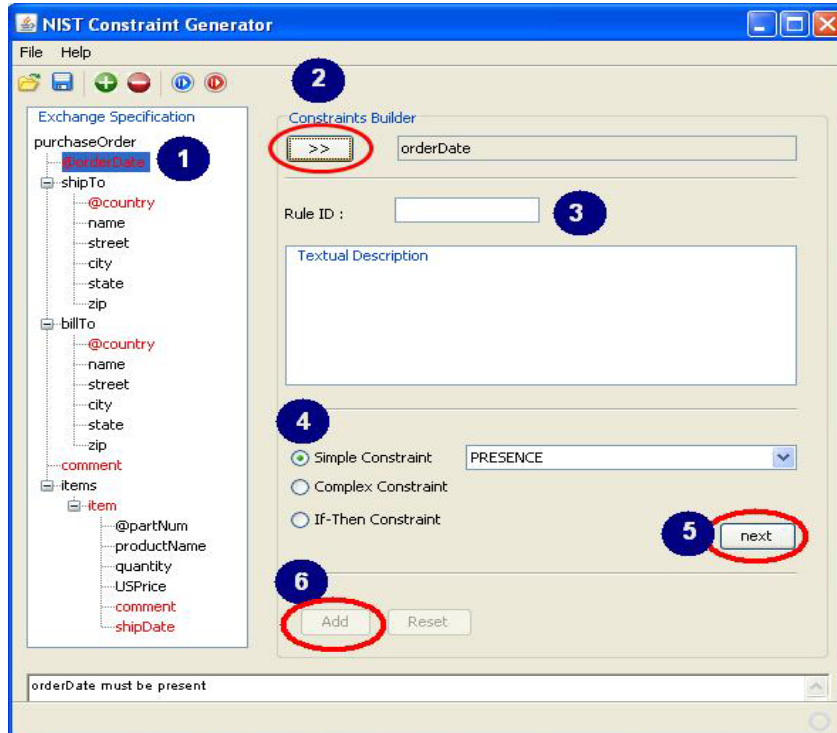 NIST Constraint Generator
File Help
2
Exchange Specification
Constraints Builder
purchaseOrder
@orderDate
1
>>
orderDate
shipTo
@country
name
street
city
state
zip
Rule ID :
3
Textual Description
billTo
@country
name
street
city
state
zip
comment
items
item
@partNum
productName
quantity
USPrice
comment
shipDate
4
Simple Constraint
PRESENCE
Complex Constraint
If-Then Constraint
5
next
6
Add
Reset
orderDate must be present